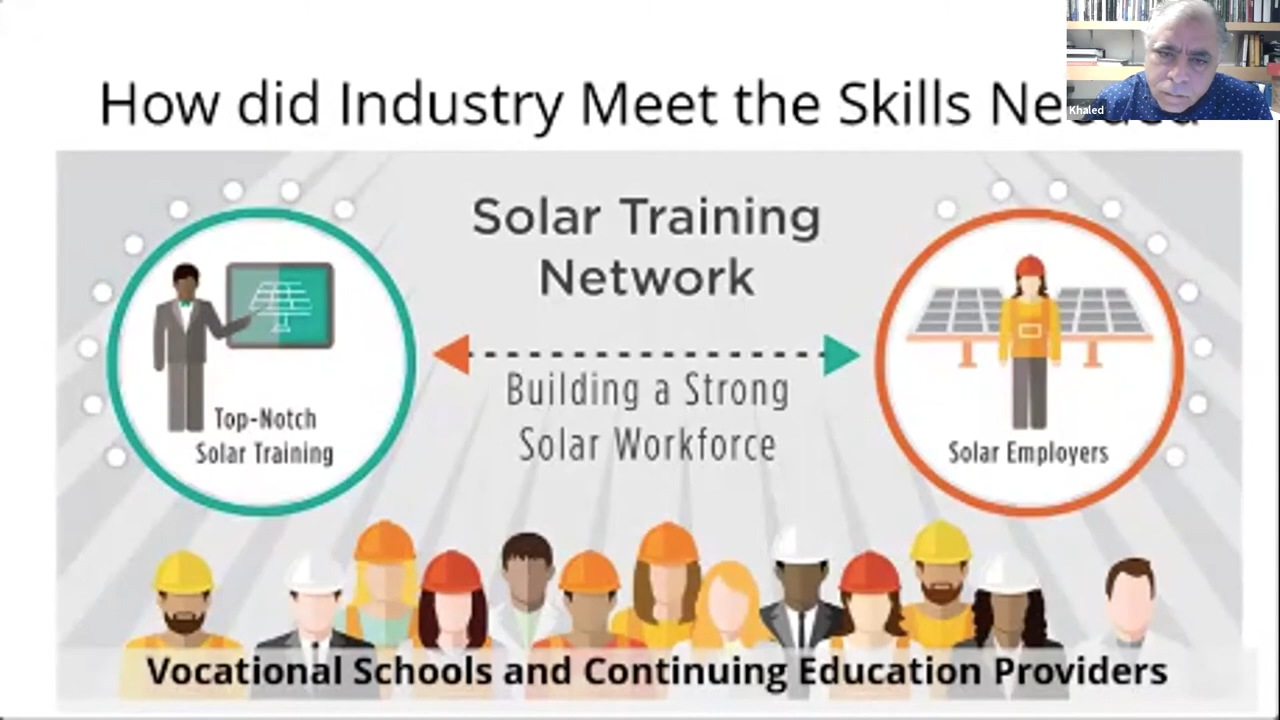 How did Industry Meet the Skills
Khaled
Solar Training
Network
Building a Strong
Solar Workforce
Top-Notch
Solar Training
Solar Employers
Vocational Schools and Continuing Education Providers